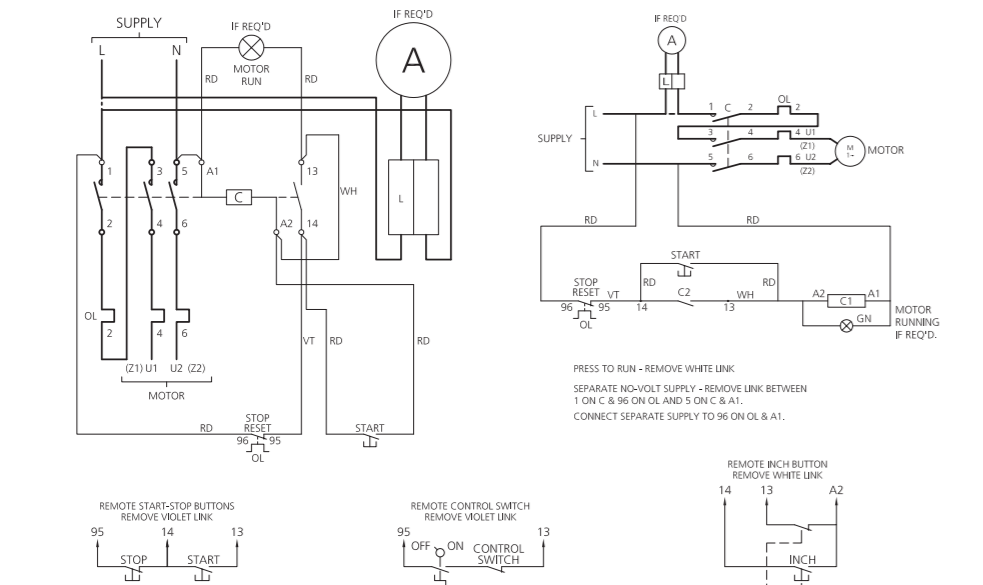 SUPPLY
L
N
IF REQ'D
MOTOR
RUN
RD
RD
IF REQ'D
A
1
3
5
A1
13
WH
C
L
2
4
6
A2
14
OL
2
4
6
(Z1) U1
U2 (Z2)
MOTOR
VT
RD
RD
RD
STOP
RESET
96
95
OL
START
IF REQ'D
A
L
SUPPLY
L
N
1
C
2
OL
2
3
4
4 U1
(Z1)
5
6
6 U2
(Z2)
M
1~
MOTOR
RD
RD
START
RD
RD
STOP
RESET
VT
96
95
OL
14
C2
13
WH
A2
C1
A1
GN
MOTOR
RUNNING
IF REQ'D.
PRESS TO RUN - REMOVE WHITE LINK
SEPARATE NO-VOLT SUPPLY - REMOVE LINK BETWEEN
1 ON C & 96 ON OL AND 5 ON C & A1.
CONNECT SEPARATE SUPPLY TO 96 ON OL & A1.
REMOTE START-STOP BUTTONS
REMOVE VIOLET LINK
95
14
13
STOP
START
REMOTE CONTROL SWITCH
REMOVE VIOLET LINK
95
13
OFF
ON
CONTROL
SWITCH
REMOTE INCH BUTTON
REMOVE WHITE LINK
14
13
A2
INCH